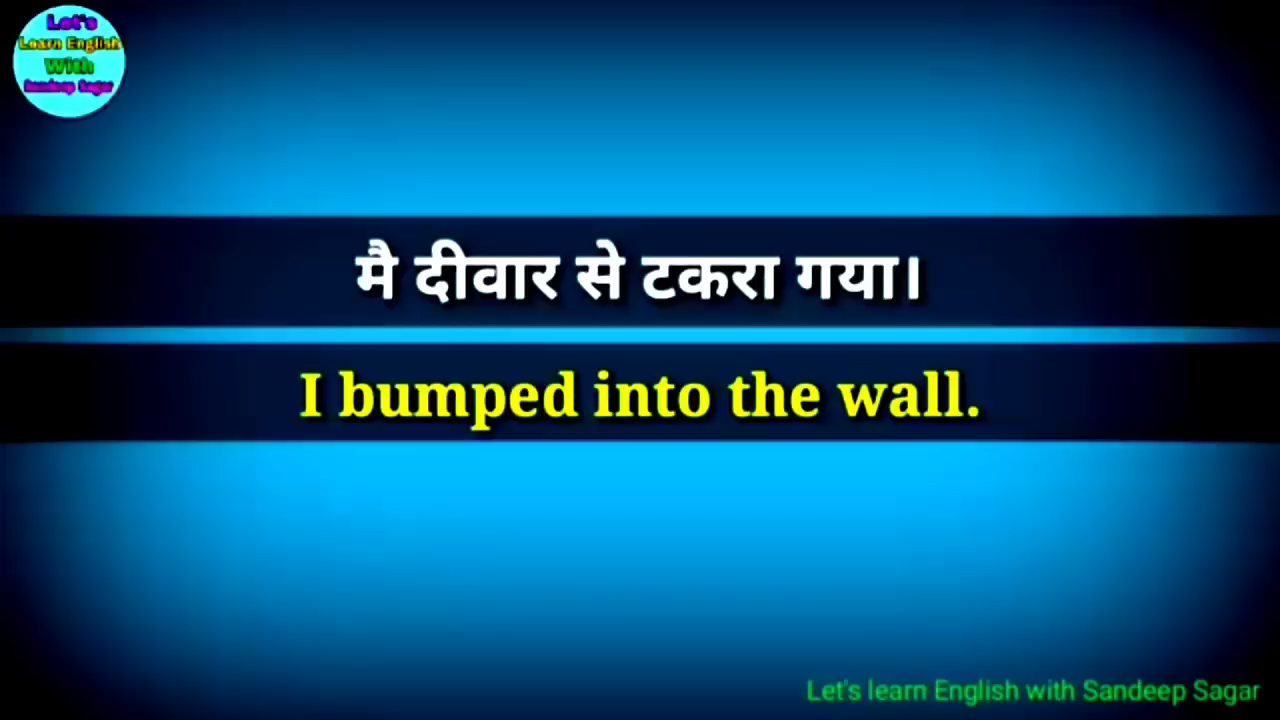 Let's
Learn English
With
Sandeep Sagar
मै दीवार से टकरा गया।
I bumped into the wall.
Let's learn English with Sandeep Sagar